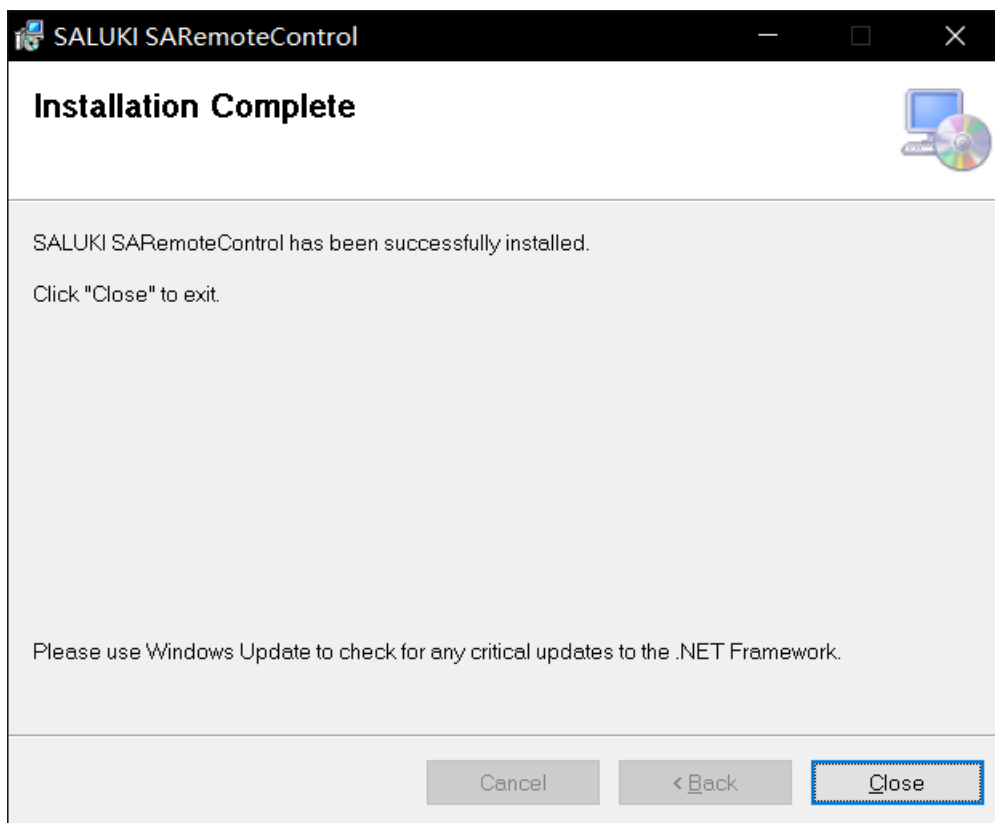 SALUKI SARemoteControl
Installation Complete
SALUKI SARemoteControl has been successfully installed.
Click "Close" to exit.
Please use Windows Update to check for any critical updates to the .NET Framework.
Cancel
< Back
Close